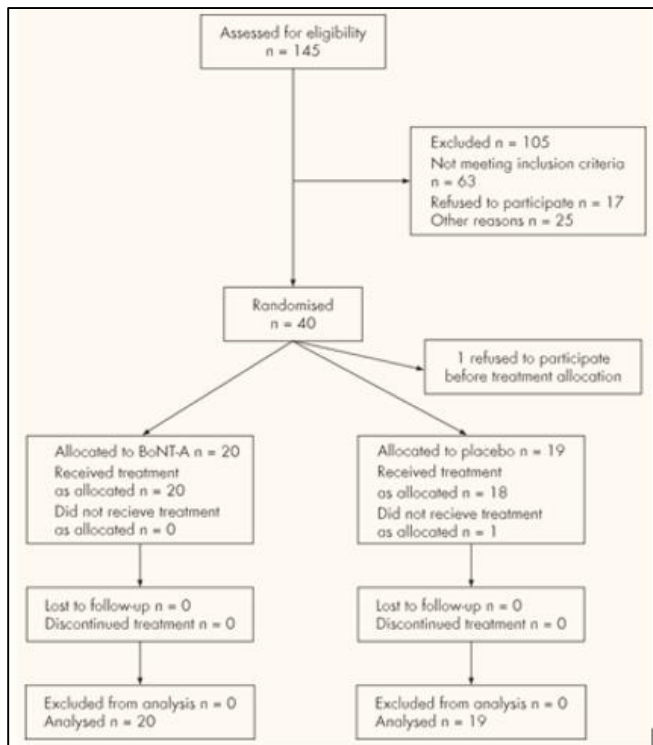 Assessed for eligibility
n = 145
Excluded n = 105
Not meeting inclusion criteria
n = 63
Refused to participate n = 17
Other reasons n = 25
Randomised
n = 40
1 refused to participate
before treatment allocation
Allocated to BoNT-A n = 20
Received treatment
as allocated n = 20
Did not recieve treatment
as allocated n = 0
Allocated to placebo n = 19
Received treatment
as allocated n = 18
Did not recieve treatment
as allocated n = 1
Lost to follow-up n = 0
Discontinued treatment n = 0
Lost to follow-up n = 0
Discontinued treatment n = 0
Excluded from analysis n = 0
Analysed n = 20
Excluded from analysis n = 0
Analysed n = 19